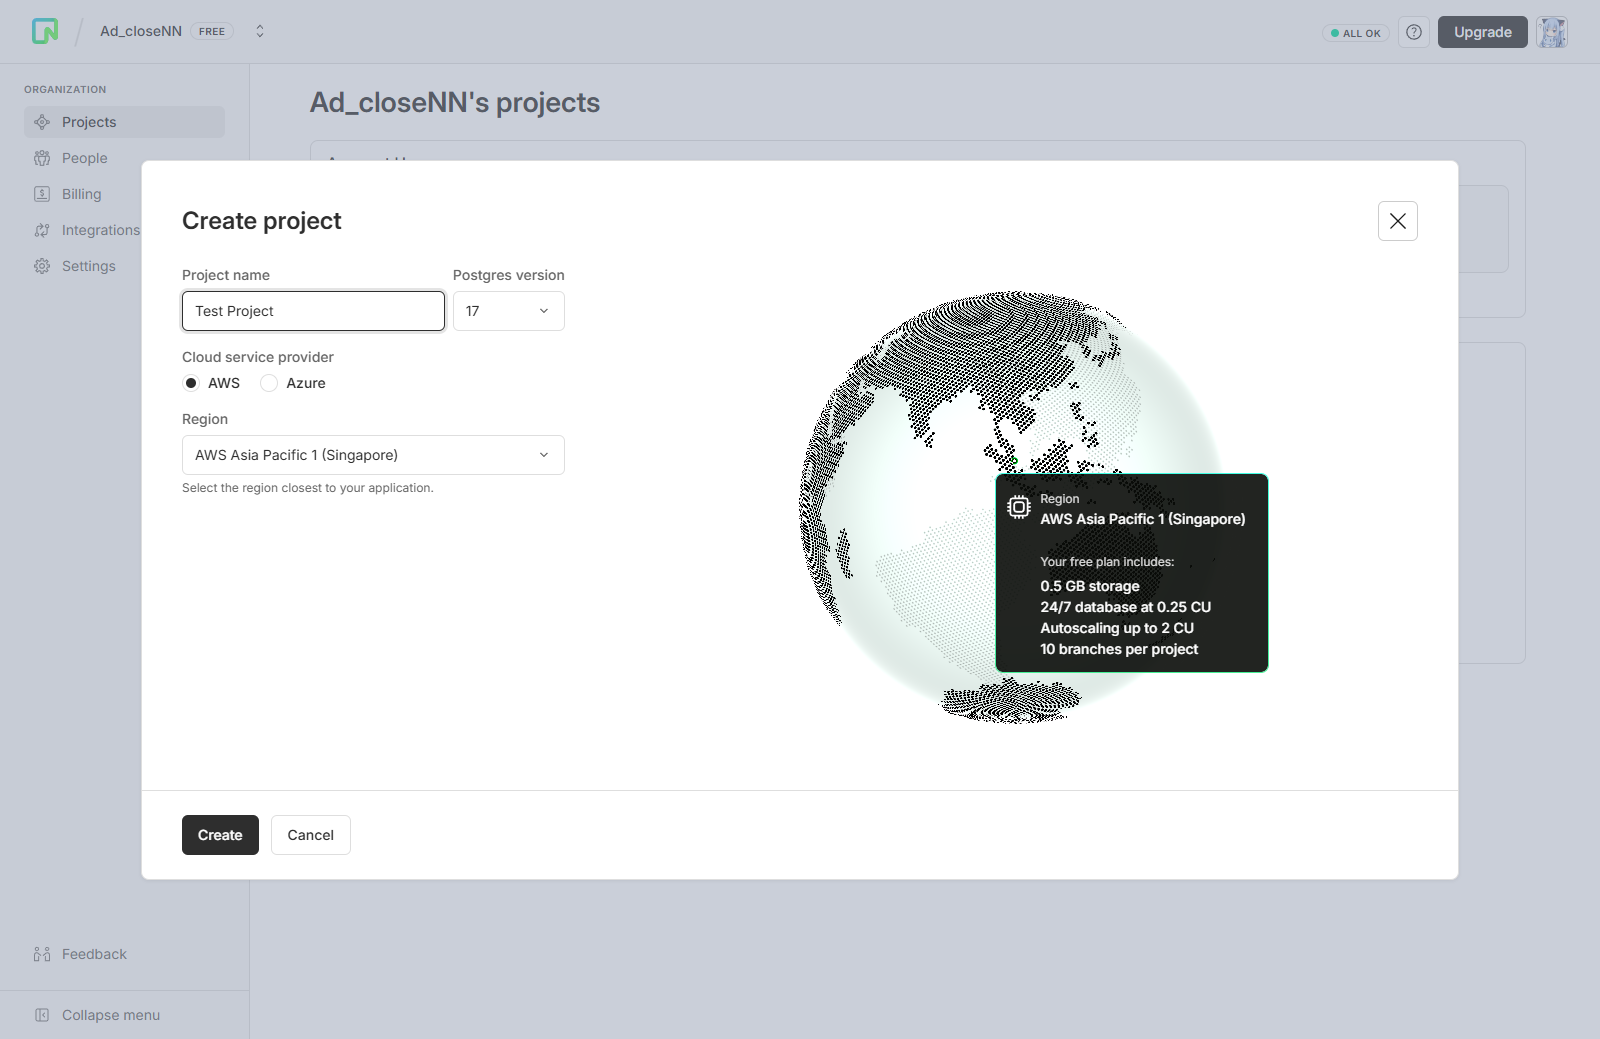 Ad_closeNN FREE
ALL OK
Upgrade
ORGANIZATION
Projects
People
Billing
Integrations
Settings
Feedback
Collapse menu
Ad_closeNN's projects
Create project
Project name
Postgres version
Test Project
17
Cloud service provider
AWS
Azure
Region
AWS Asia Pacific 1 (Singapore)
Select the region closest to your application.
Region
AWS Asia Pacific 1 (Singapore)
Your free plan includes:
0.5 GB storage
24/7 database at 0.25 CU
Autoscaling up to 2 CU
10 branches per project
Create
Cancel